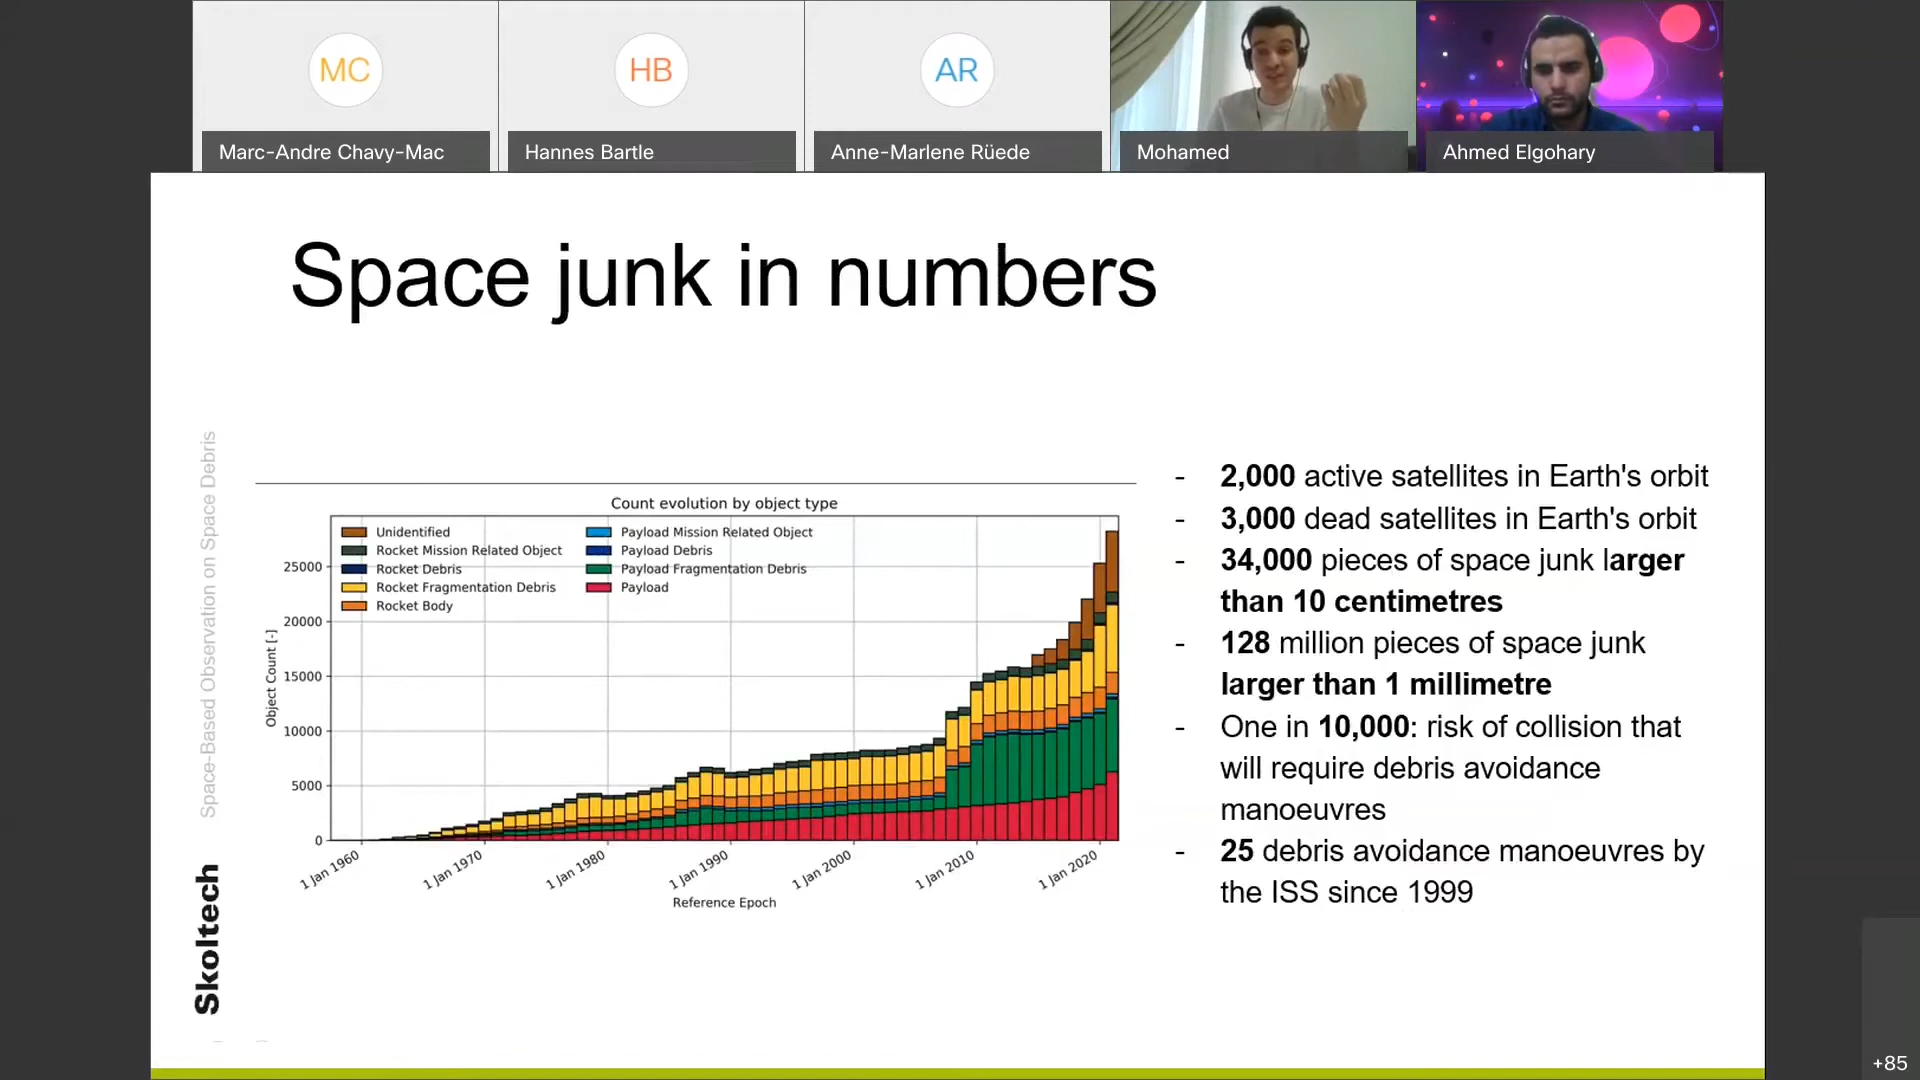 MC
HB
AR
Marc-Andre Chavy-Mac
Hannes Bartle
Anne-Marlene Rüede
Mohamed
Ahmed Elgohary
Space junk in numbers
Space-Based Observation on Space Debris
Skoltech
Count evolution by object type
Unidentified
Rocket Mission Related Object
Rocket Debris
Rocket Fragmentation Debris
Rocket Body
Payload Mission Related Object
Payload Debris
Payload Fragmentation Debris
Payload
Object Count [-]
25000
20000
15000
10000
5000
0
1 Jan 1960
1 Jan 1970
1 Jan 1980
1 Jan 1990
1 Jan 2000
1 Jan 2010
1 Jan 2020
Reference Epoch
- 2,000 active satellites in Earth's orbit
- 3,000 dead satellites in Earth's orbit
- 34,000 pieces of space junk larger
than 10 centimetres
- 128 million pieces of space junk
larger than 1 millimetre
- One in 10,000: risk of collision that
will require debris avoidance
manoeuvres
- 25 debris avoidance manoeuvres by
the ISS since 1999
+85